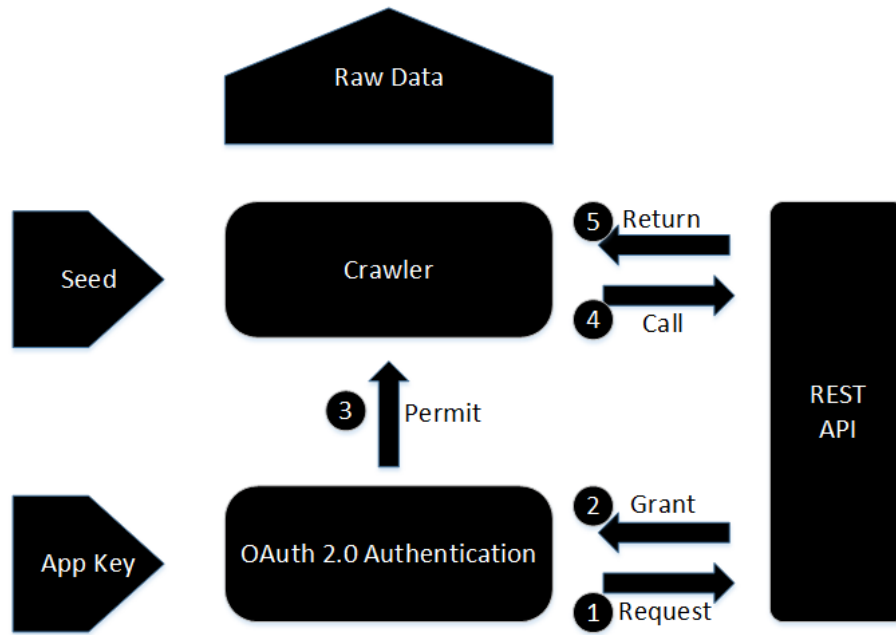 Raw Data
5 Return
Seed
Crawler
4 Call
3 Permit
REST
API
2 Grant
App Key
OAuth 2.0 Authentication
1 Request